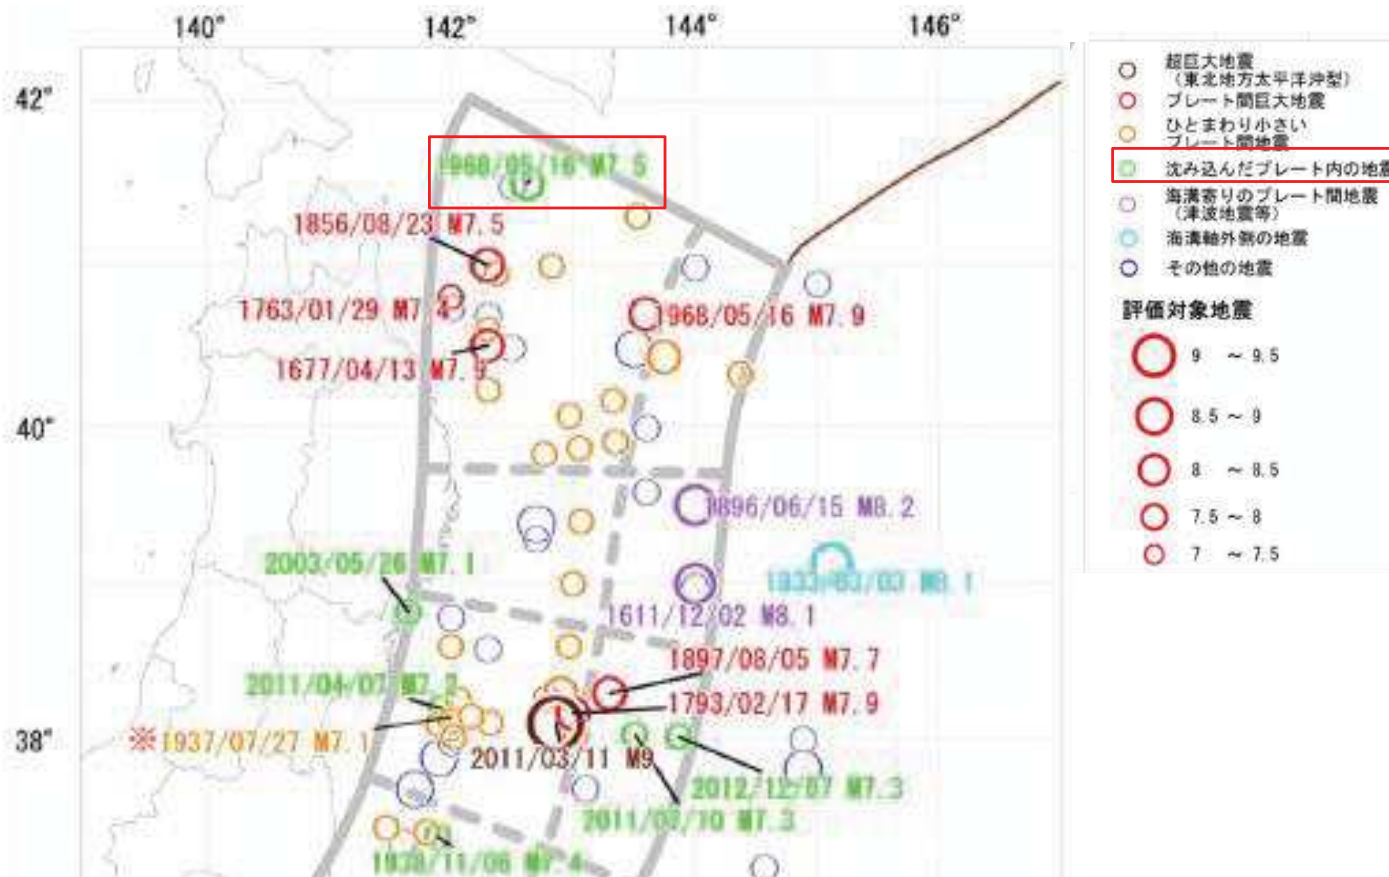 140°
142°
144°
146°
42°
40°
38°
1968/05/16 M7.5
1856/08/23 M7.5
1763/01/29 M7.4
1968/05/16 M7.9
1677/04/13 M7.9
1896/06/15 M8.2
2003/05/26 M7.1
1933/03/03 M8.1
1611/12/02 M8.1
1897/08/05 M7.7
2011/04/07 M7.2
1793/02/17 M7.9
※1937/07/27 M7.1
2011/03/11 M9
2012/12/07 M7.3
2011/07/10 M7.3
1938/11/06 M7.4
超巨大地震
(東北地方太平洋沖型)
プレート間巨大地震
ひとまわり小さい
プレート間地震
沈み込んだプレート内の地震
海溝寄りのプレート間地震
(津波地震等)
海溝軸外側の地震
その他の地震
評価対象地震
9 ~ 9.5
8.5 ~ 9
8 ~ 8.5
7.5 ~ 8
7 ~ 7.5